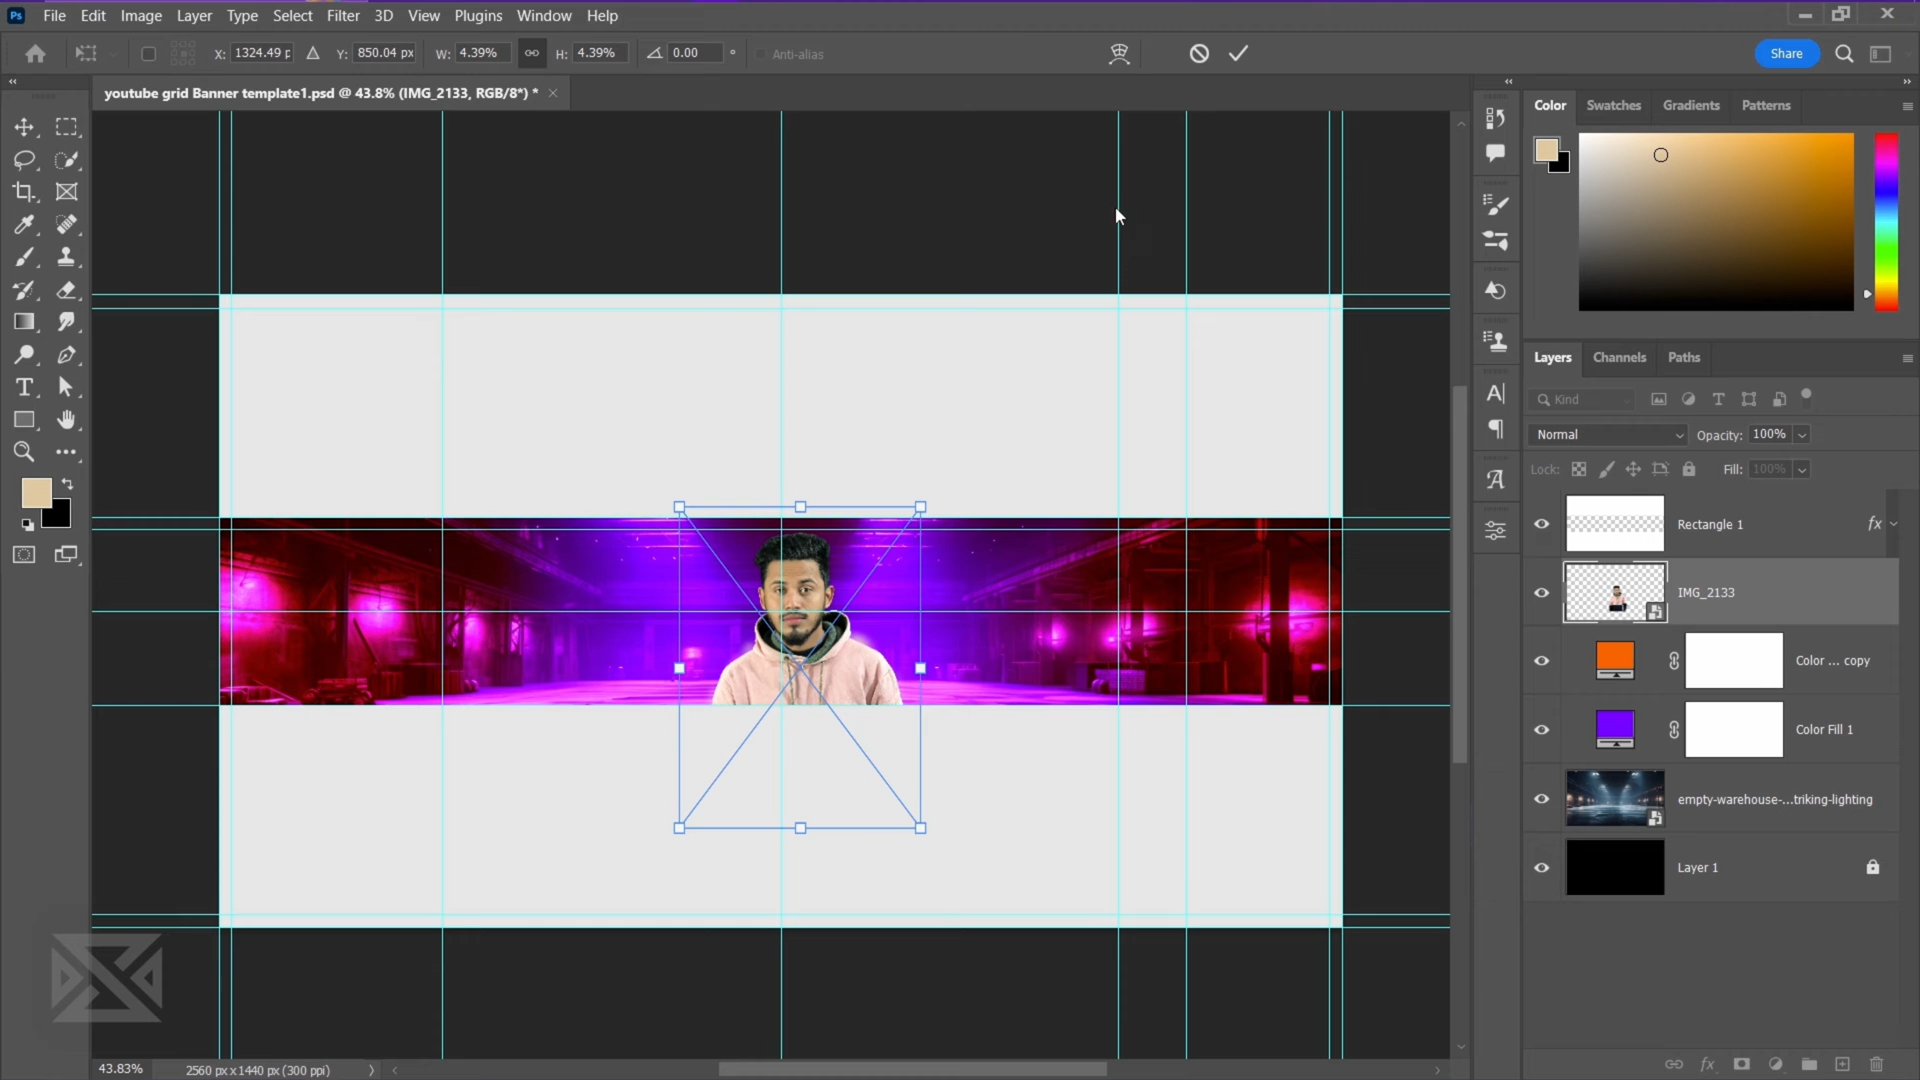 Ps File Edit Image Layer Type Select Filter 3D View Plugins Window Help
X: 1324.49 p Y: 850.04 px W: 4.39% H: 4.39% 0.00 ° Anti-alias Share
youtube grid Banner template1.psd @ 43.8% (IMG_2133, RGB/8*) *
Color Swatches Gradients Patterns
Layers Channels Paths
Kind
Normal Opacity: 100%
Lock: Fill: 100%
Rectangle 1 fx
IMG_2133
Color ... copy
Color Fill 1
empty-warehouse-...triking-lighting
Layer 1
43.83% 2560 px x 1440 px (300 ppi)
fx